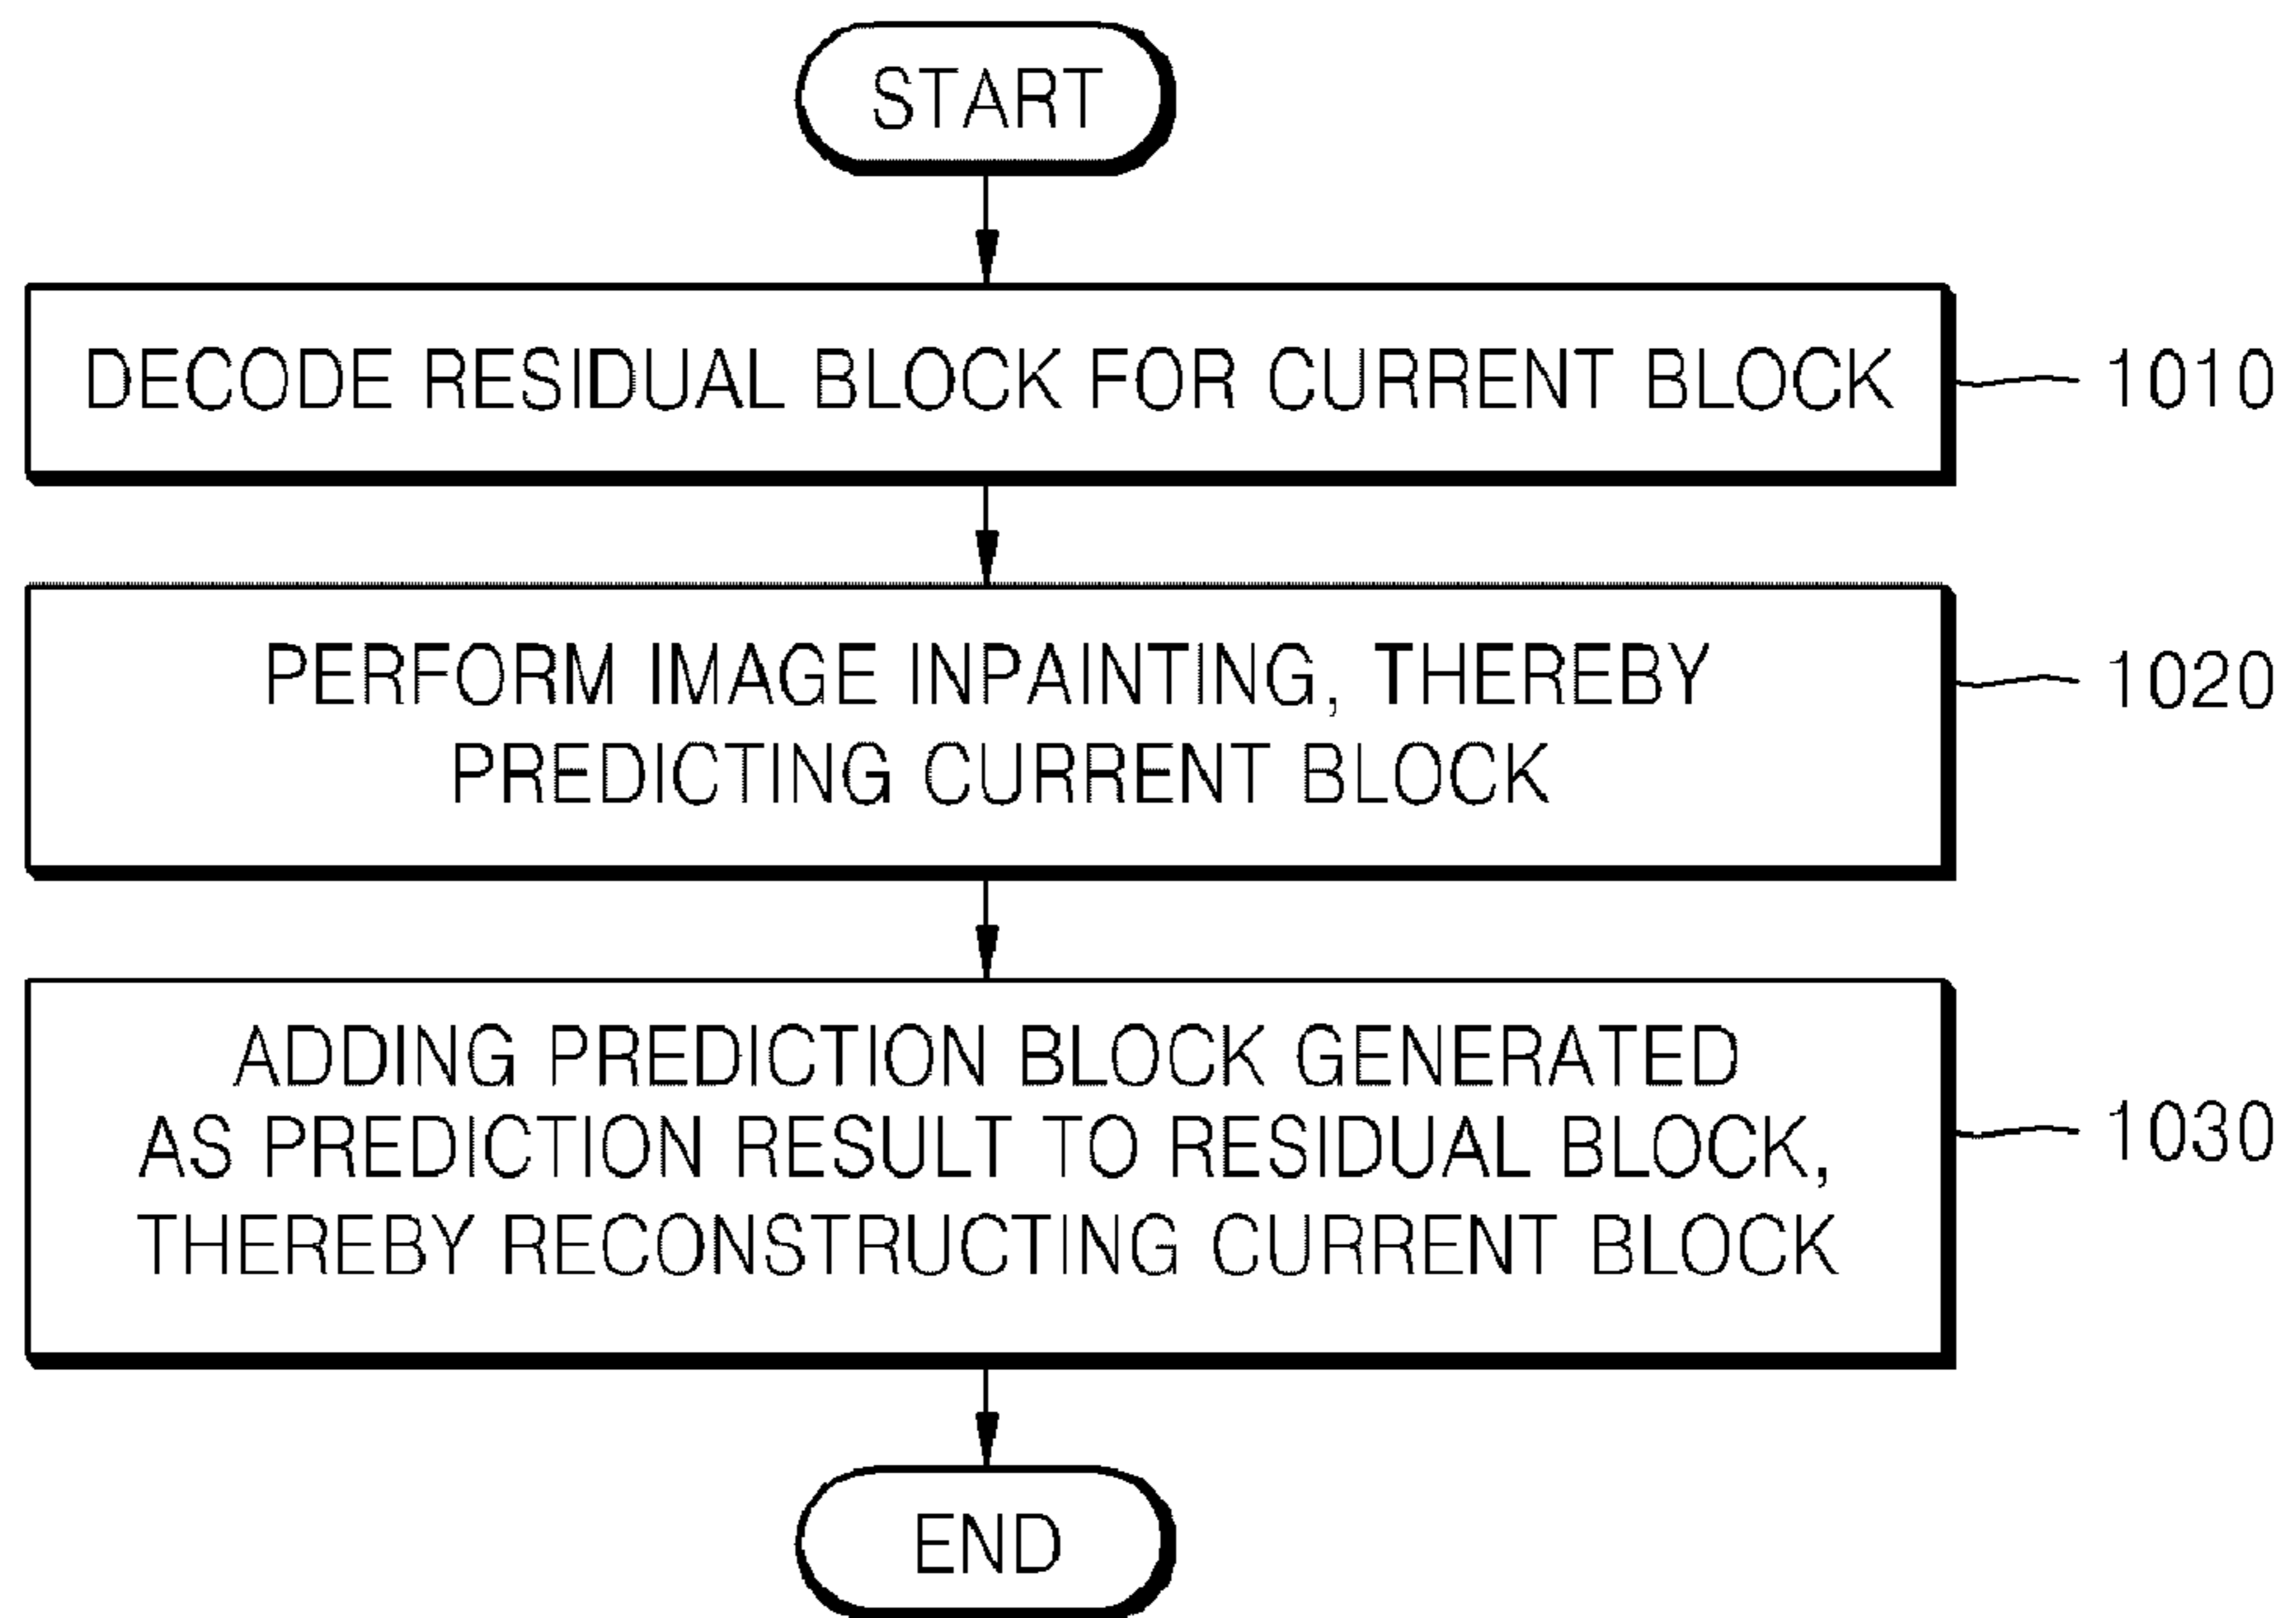 START
DECODE RESIDUAL BLOCK FOR CURRENT BLOCK
1010
PERFORM IMAGE INPAINTING, THEREBY
PREDICTING CURRENT BLOCK
1020
ADDING PREDICTION BLOCK GENERATED
AS PREDICTION RESULT TO RESIDUAL BLOCK,
THEREBY RECONSTRUCTING CURRENT BLOCK
1030
END